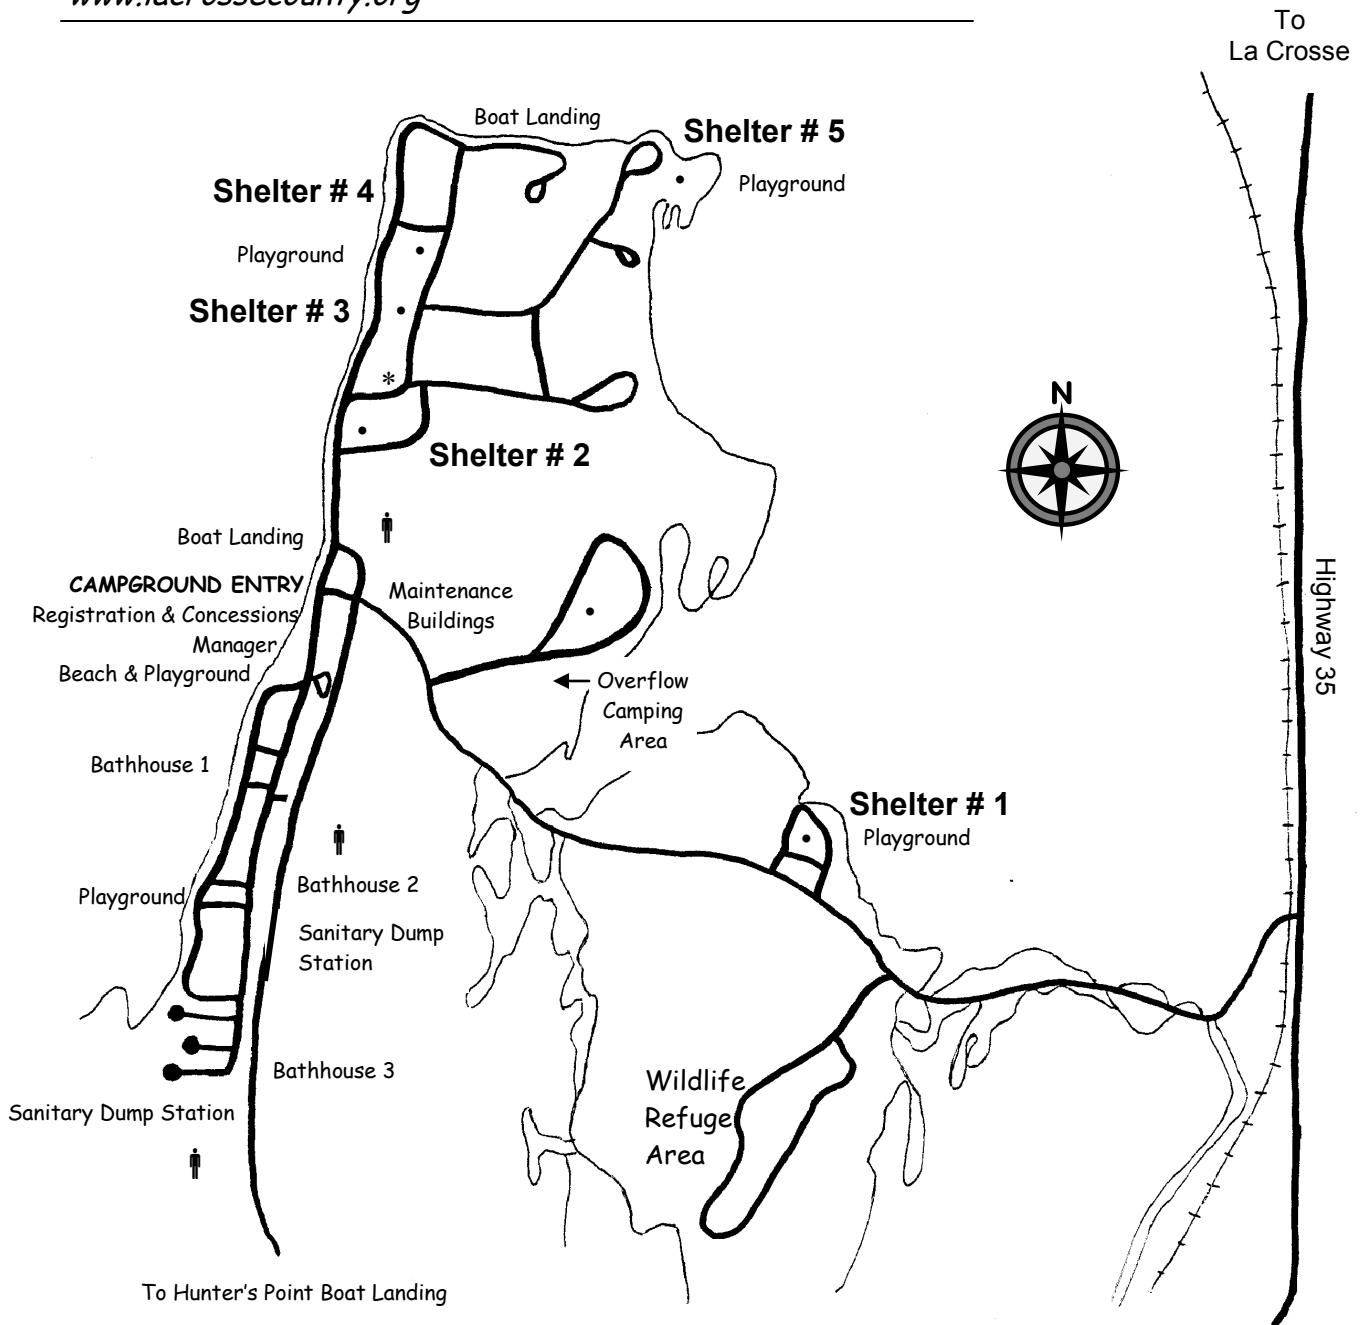 www.lacrossecounty.org
To
La Crosse
Boat Landing
Shelter # 5
Playground
Shelter # 4
Playground
Shelter # 3
*
N
Shelter # 2
Boat Landing
CAMPGROUND ENTRY
Registration & Concessions
Manager
Beach & Playground
Maintenance
Buildings
Highway 35
Overflow
Camping
Area
Bathhouse 1
Shelter # 1
Playground
Bathhouse 2
Playground
Sanitary Dump
Station
Bathhouse 3
Wildlife
Refuge
Area
Sanitary Dump Station
To Hunter's Point Boat Landing